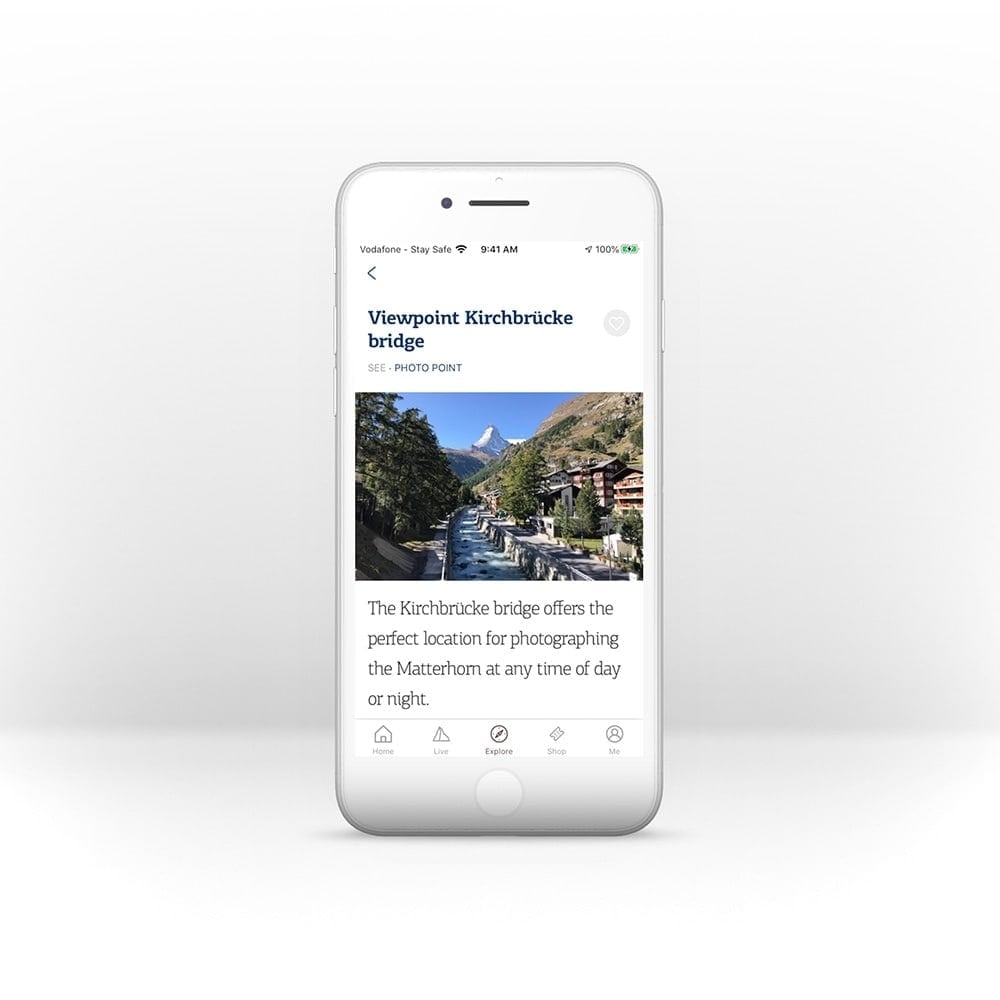 Vodafone - Stay Safe 9:41 AM 100%
Viewpoint Kirchbrücke
bridge
SEE - PHOTO POINT
The Kirchbrücke bridge offers the
perfect location for photographing
the Matterhorn at any time of day
or night.
Home Live Explore Shop Me